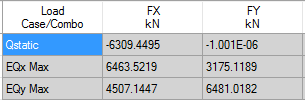 Load Case/Combo FX kN FY kN
Qstatic -6309.4495 -1.001E-06
EQx Max 6463.5219 3175.1189
EQy Max 4507.1447 6481.0182